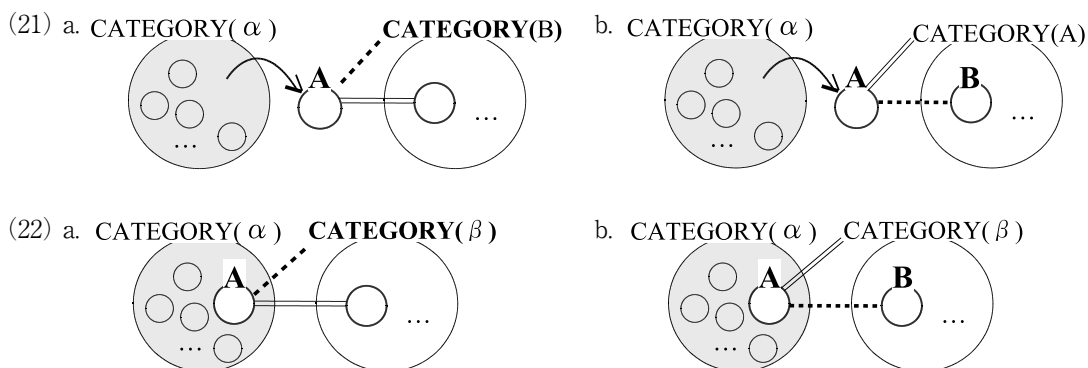 (21) a. CATEGORY(α) CATEGORY(B) b. CATEGORY(α) CATEGORY(A)
A A B
... ... ... ...
(22) a. CATEGORY(α) CATEGORY(β) b. CATEGORY(α) CATEGORY(β)
A A B
... ... ... ...